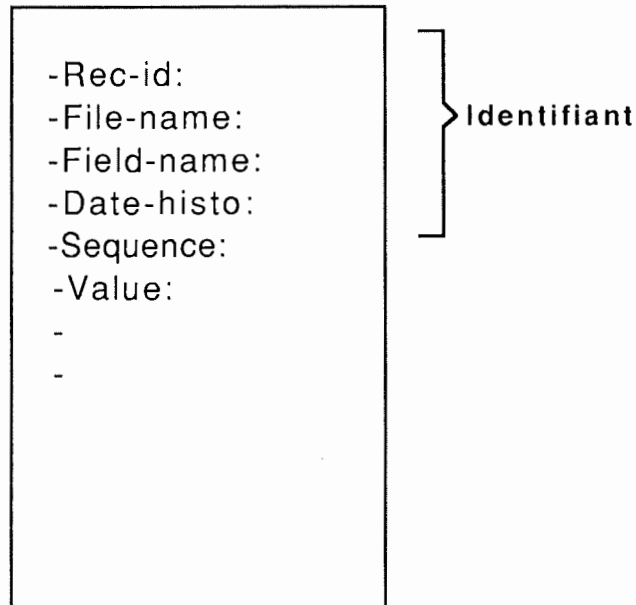 -Rec-id:
-File-name:
-Field-name:
-Date-histo:
-Sequence:
-Value:
-
-
Identifiant